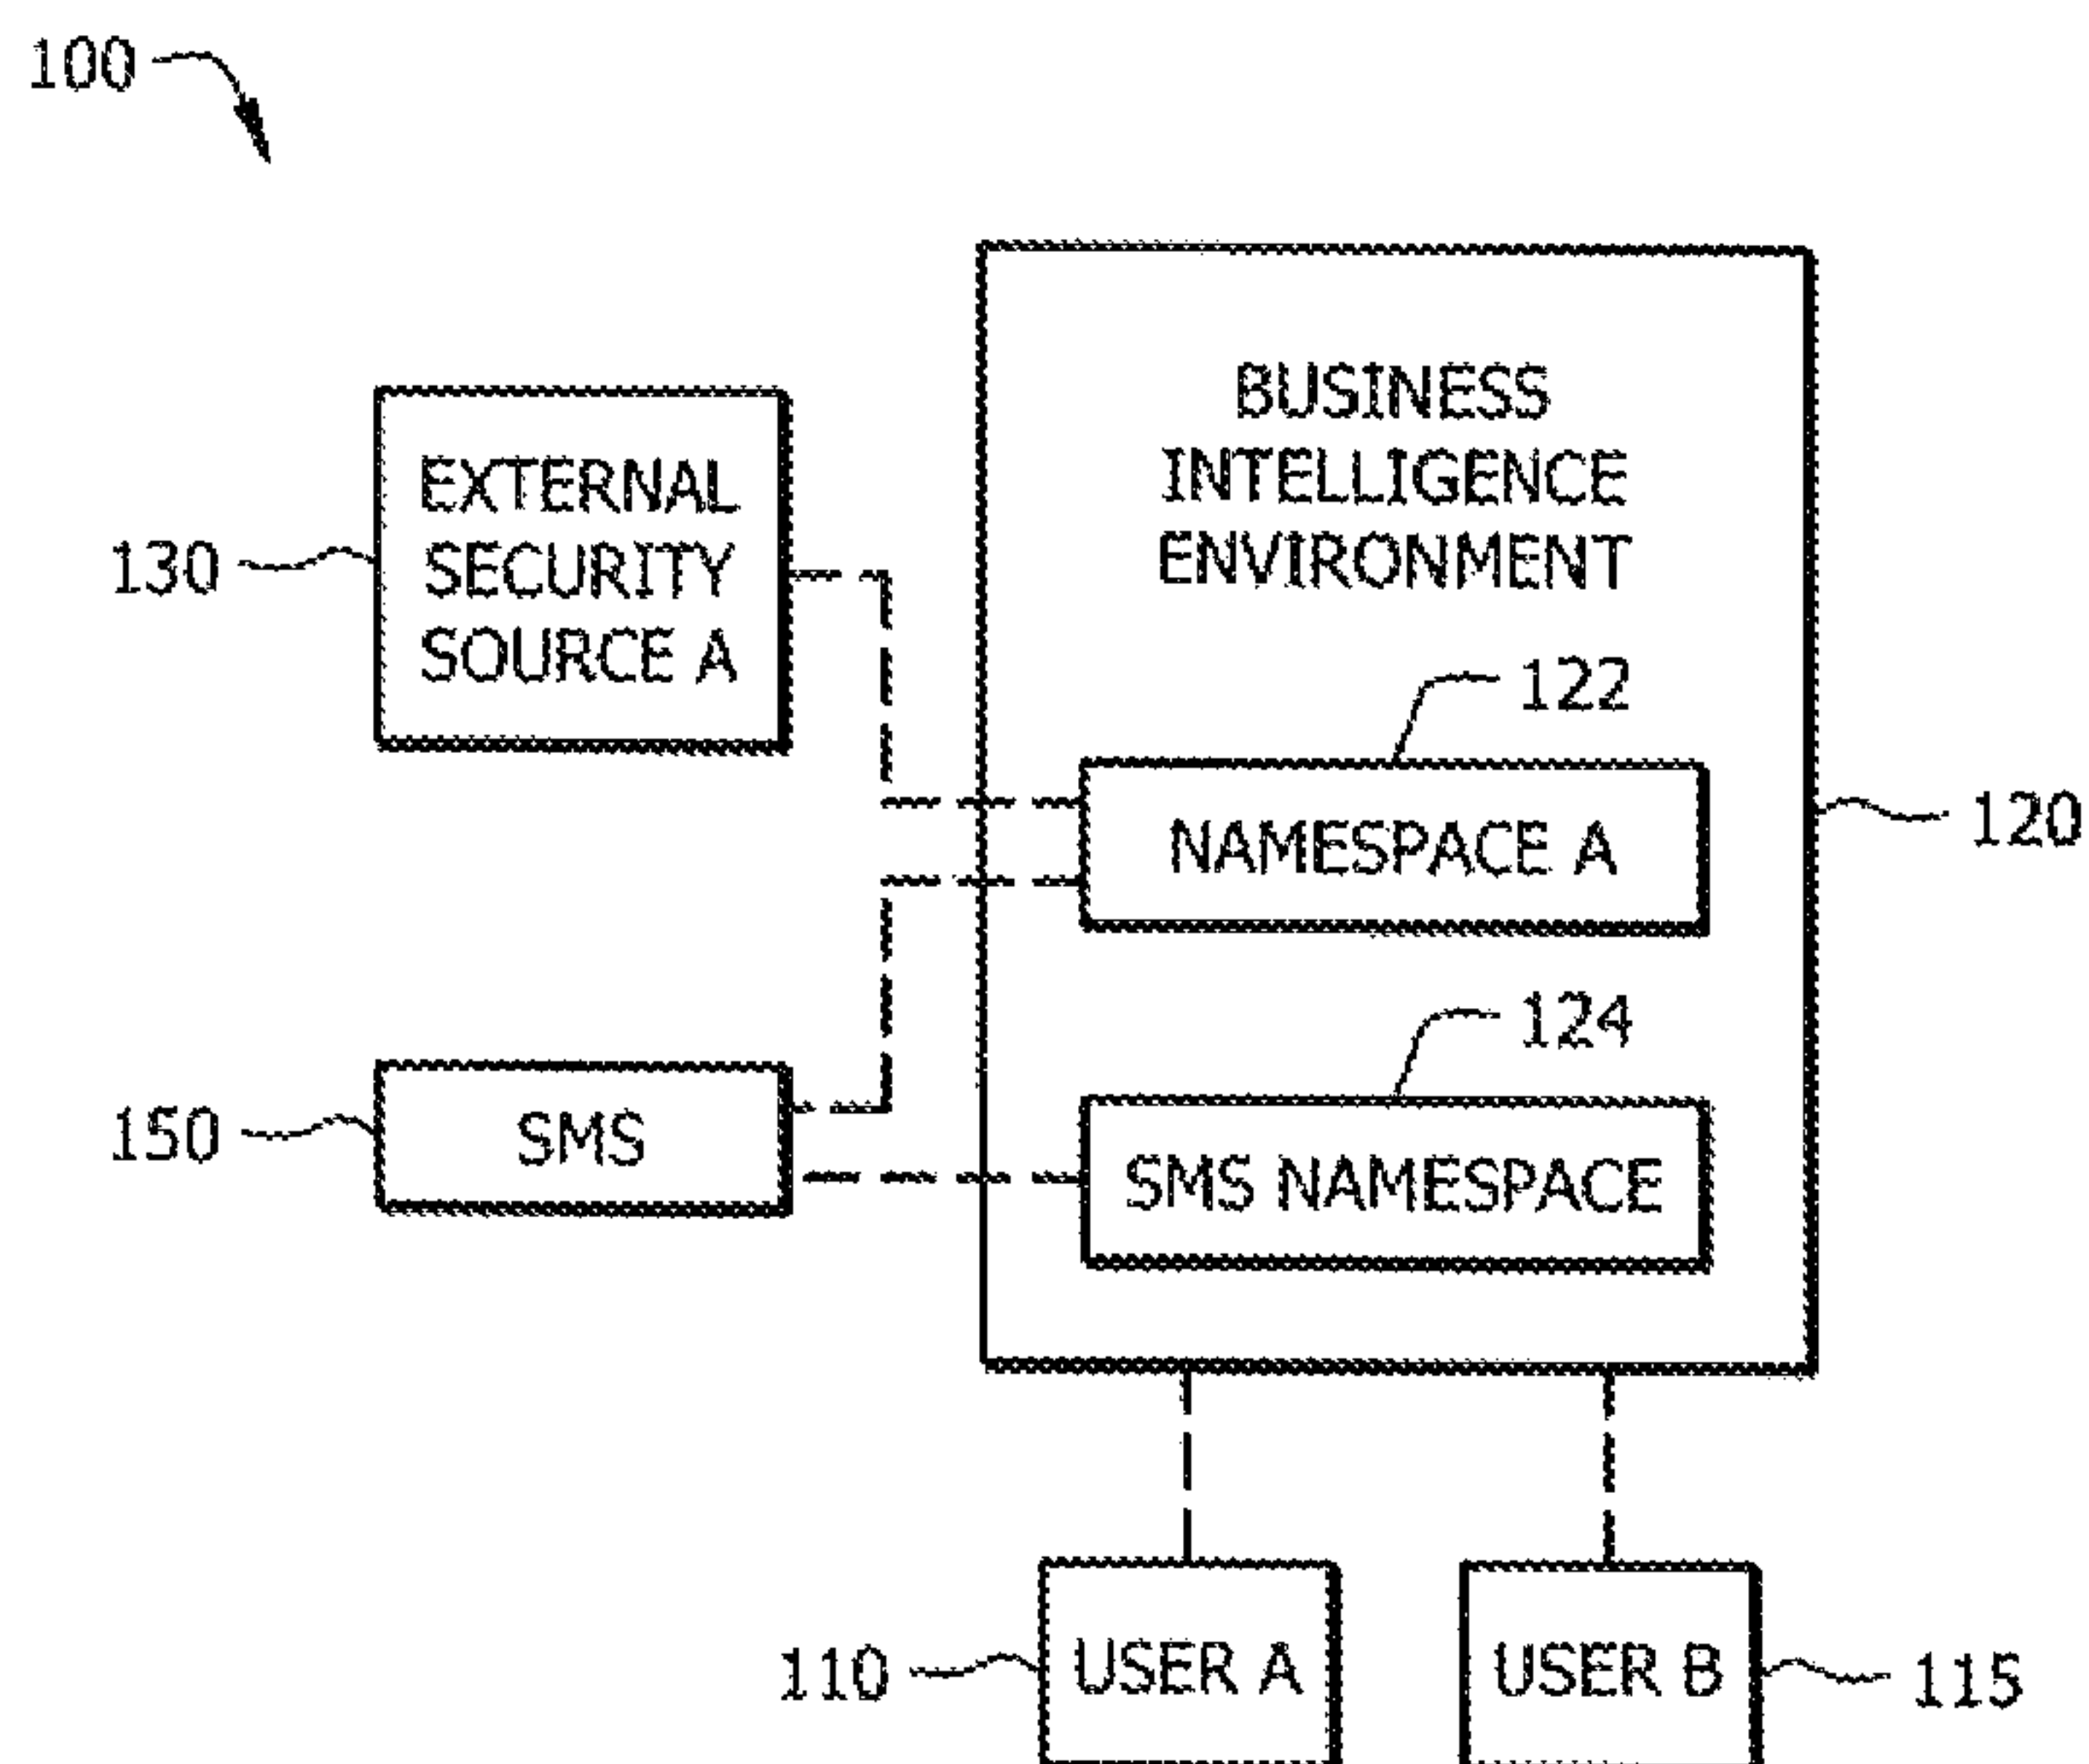 100
BUSINESS
INTELLIGENCE
ENVIRONMENT
EXTERNAL
SECURITY
SOURCE A
130
122
NAMESPACE A
120
124
SMS NAMESPACE
150
SMS
110
USER A
USER B
115